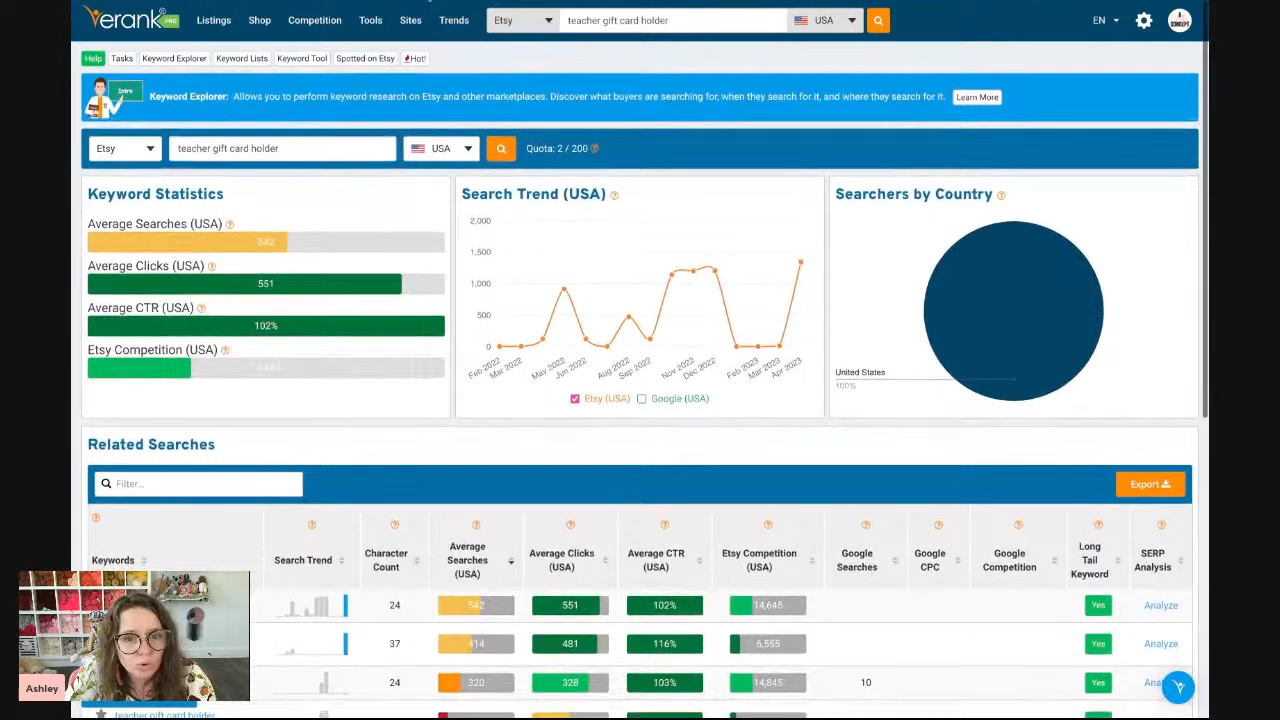 erank PRO
Listings Shop Competition Tools Sites Trends
Etsy teacher gift card holder USA
EN
A CONCEPT
Help Tasks Keyword Explorer Keyword Lists Keyword Tool Spotted on Etsy Hot!
Intro
Keyword Explorer: Allows you to perform keyword research on Etsy and other marketplaces. Discover what buyers are searching for, when they search for it, and where they search for it. Learn More
Etsy teacher gift card holder USA Quota: 2 / 200
Keyword Statistics
Average Searches (USA)
542
Average Clicks (USA)
551
Average CTR (USA)
102%
Etsy Competition (USA)
Search Trend (USA)
2,000
1,500
1,000
500
0
Feb 2022 Mar 2022 May 2022 Jun 2022 Aug 2022 Sep 2022 Nov 2022 Dec 2022 Feb 2023 Mar 2023 Apr 2023
Etsy (USA) Google (USA)
Searchers by Country
United States
100%
Related Searches
Filter...
Export
Keywords Search Trend Character Count Average Searches (USA) Average Clicks (USA) Average CTR (USA) Etsy Competition (USA) Google Searches Google CPC Google Competition Long Tail Keyword SERP Analysis
24 542 551 102% 14,645 Yes Analyze
37 414 481 116% 6,555 Yes Analyze
24 320 328 103% 14,845 10 Yes
teacher gift card holder
Ashley